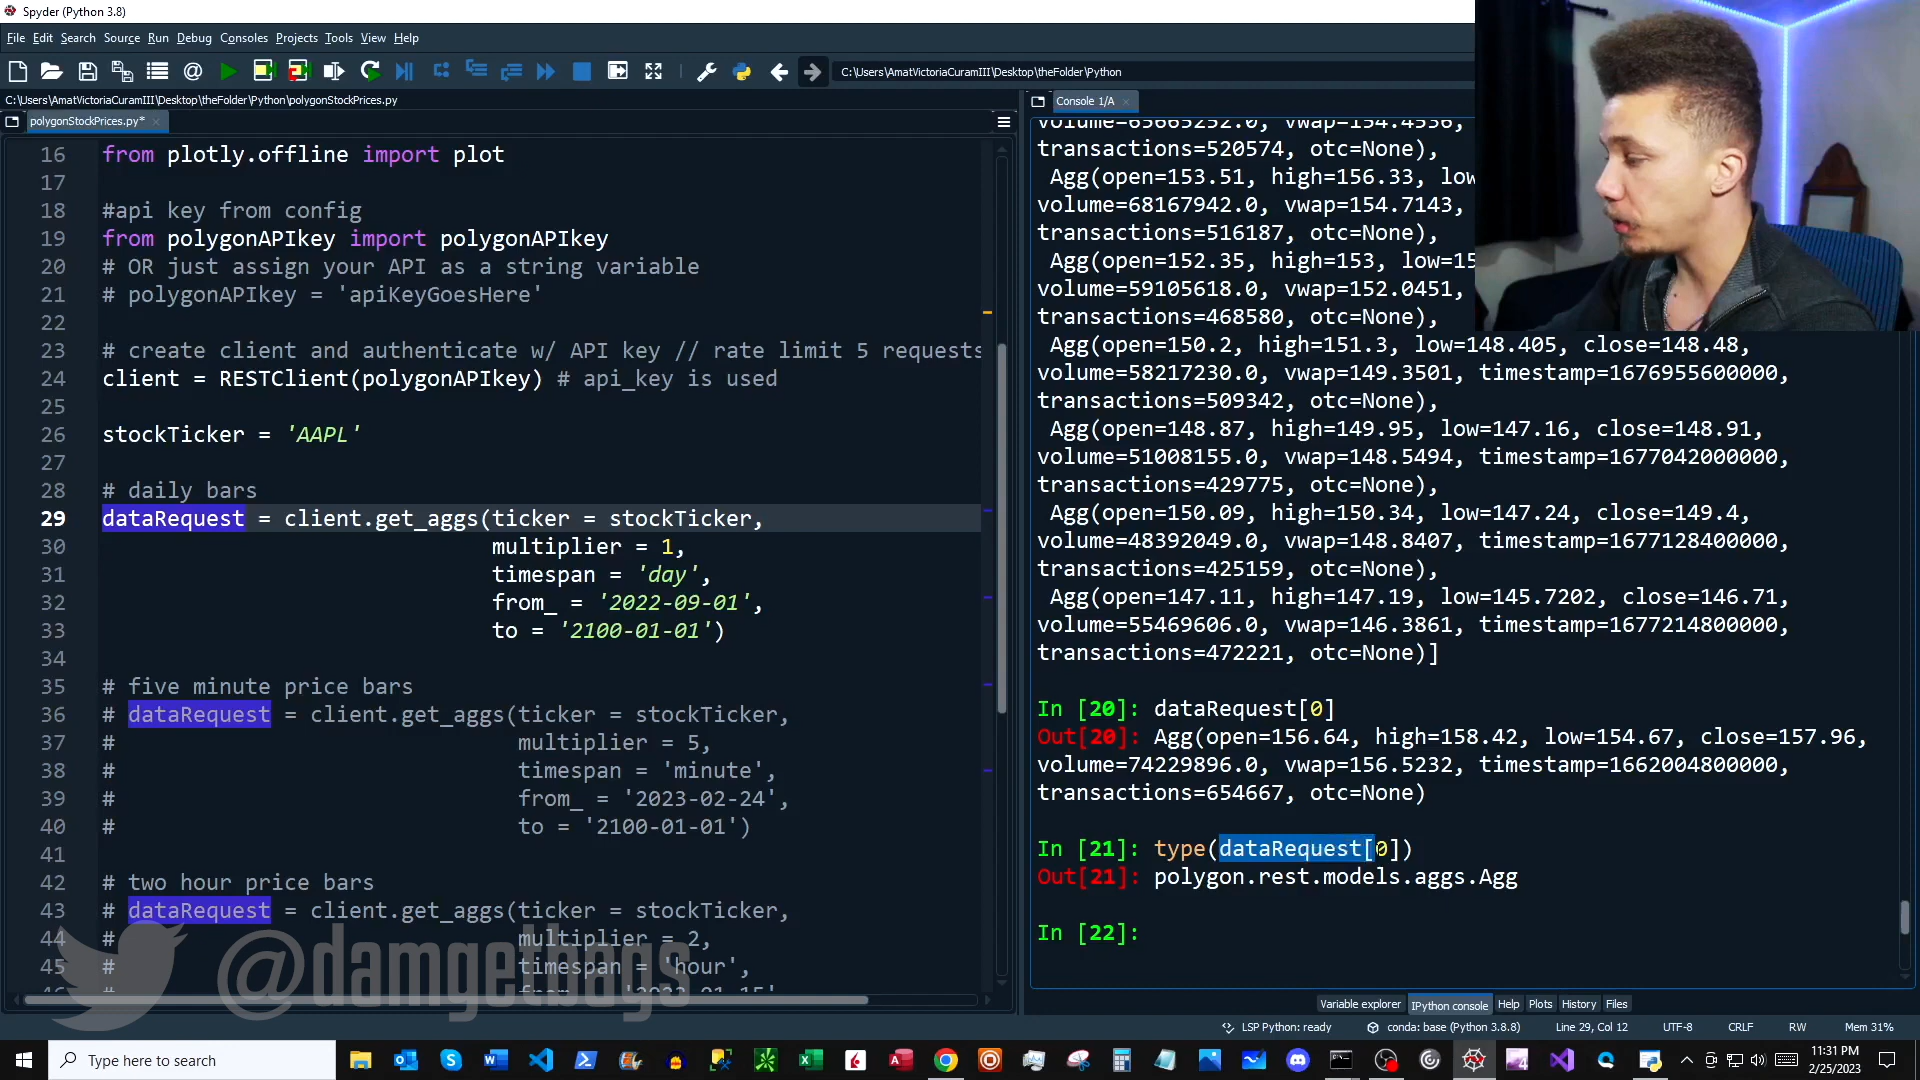 Spyder (Python 3.8)
File Edit Search Source Run Debug Consoles Projects Tools View Help
C:\Users\AmatVictoriaCuramIII\Desktop\theFolder\Python
C:\Users\AmatVictoriaCuramIII\Desktop\theFolder\Python\polygonStockPrices.py
polygonStockPrices.py*
16 from plotly.offline import plot
17
18 #api key from config
19 from polygonAPIkey import polygonAPIkey
20 # OR just assign your API as a string variable
21 # polygonAPIkey = 'apiKeyGoesHere'
22
23 # create client and authenticate w/ API key // rate limit 5 requests
24 client = RESTClient(polygonAPIkey) # api_key is used
25
26 stockTicker = 'AAPL'
27
28 # daily bars
29 dataRequest = client.get_aggs(ticker = stockTicker,
30 multiplier = 1,
31 timespan = 'day',
32 from_ = '2022-09-01',
33 to = '2100-01-01')
34
35 # five minute price bars
36 # dataRequest = client.get_aggs(ticker = stockTicker,
37 # multiplier = 5,
38 # timespan = 'minute',
39 # from_ = '2023-02-24',
40 # to = '2100-01-01')
41
42 # two hour price bars
43 # dataRequest = client.get_aggs(ticker = stockTicker,
44 # multiplier = 2,
45 # timespan = 'hour',
@damgetbags
Console 1/A
volume=65665252.0, vwap=154.4536,
transactions=520574, otc=None),
Agg(open=153.51, high=156.33, low
volume=68167942.0, vwap=154.7143,
transactions=516187, otc=None),
Agg(open=152.35, high=153, low=15
volume=59105618.0, vwap=152.0451,
transactions=468580, otc=None),
Agg(open=150.2, high=151.3, low=148.405, close=148.48,
volume=58217230.0, vwap=149.3501, timestamp=1676955600000,
transactions=509342, otc=None),
Agg(open=148.87, high=149.95, low=147.16, close=148.91,
volume=51008155.0, vwap=148.5494, timestamp=1677042000000,
transactions=429775, otc=None),
Agg(open=150.09, high=150.34, low=147.24, close=149.4,
volume=48392049.0, vwap=148.8407, timestamp=1677128400000,
transactions=425159, otc=None),
Agg(open=147.11, high=147.19, low=145.7202, close=146.71,
volume=55469606.0, vwap=146.3861, timestamp=1677214800000,
transactions=472221, otc=None)]
In [20]: dataRequest[0]
Out[20]: Agg(open=156.64, high=158.42, low=154.67, close=157.96,
volume=74229896.0, vwap=156.5232, timestamp=1662004800000,
transactions=654667, otc=None)
In [21]: type(dataRequest[0])
Out[21]: polygon.rest.models.aggs.Agg
In [22]:
Variable explorer IPython console Help Plots History Files
LSP Python: ready conda: base (Python 3.8.8) Line 29, Col 12 UTF-8 CRLF RW Mem 31%
Type here to search
11:31 PM
2/25/2023